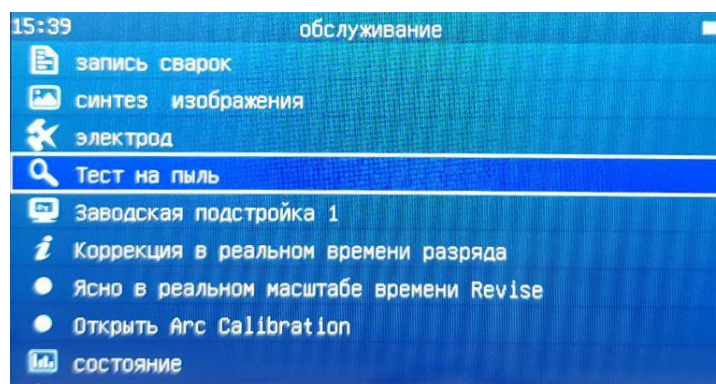 15:39 обслуживание
запись сварок
синтез изображения
электрод
Тест на пыль
Заводская подстройка 1
Коррекция в реальном времени разряда
Ясно в реальном масштабе времени Revise
Открыть Arc Calibration
состояние